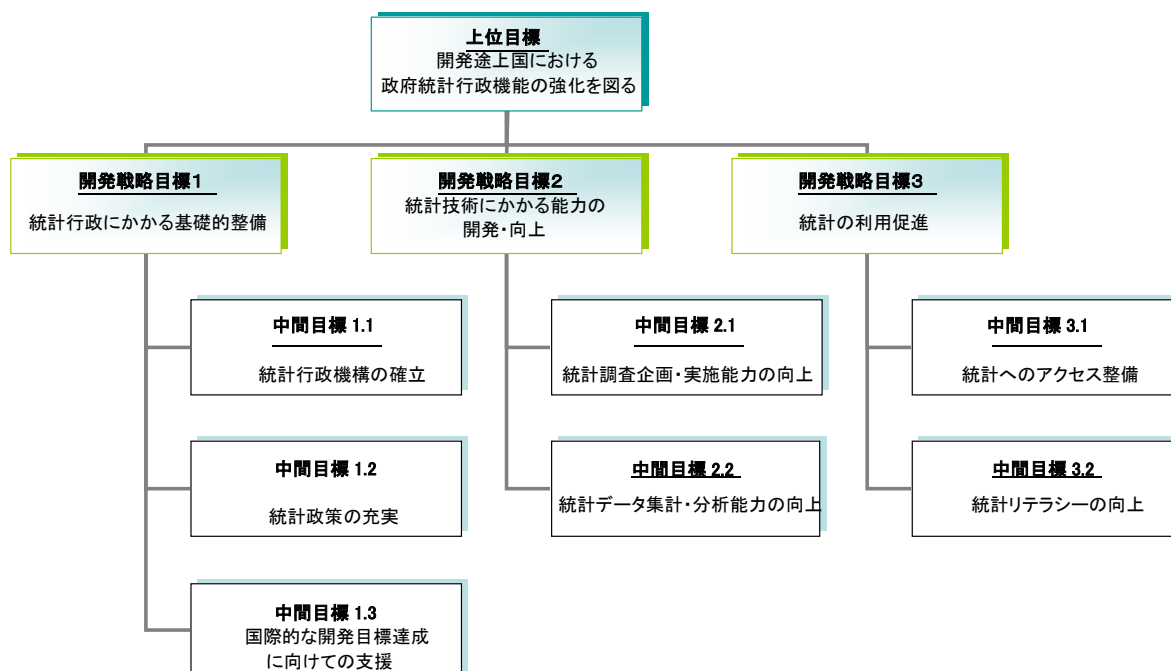 上位目標
開発途上国における
政府統計行政機能の強化を図る
開発戦略目標1
統計行政にかかる基礎的整備
開発戦略目標2
統計技術にかかる能力の
開発・向上
開発戦略目標3
統計の利用促進
中間目標 1.1
統計行政機構の確立
中間目標 2.1
統計調査企画・実施能力の向上
中間目標 3.1
統計へのアクセス整備
中間目標 1.2
統計政策の充実
中間目標 2.2
統計データ集計・分析能力の向上
中間目標 3.2
統計リテラシーの向上
中間目標 1.3
国際的な開発目標達成
に向けての支援